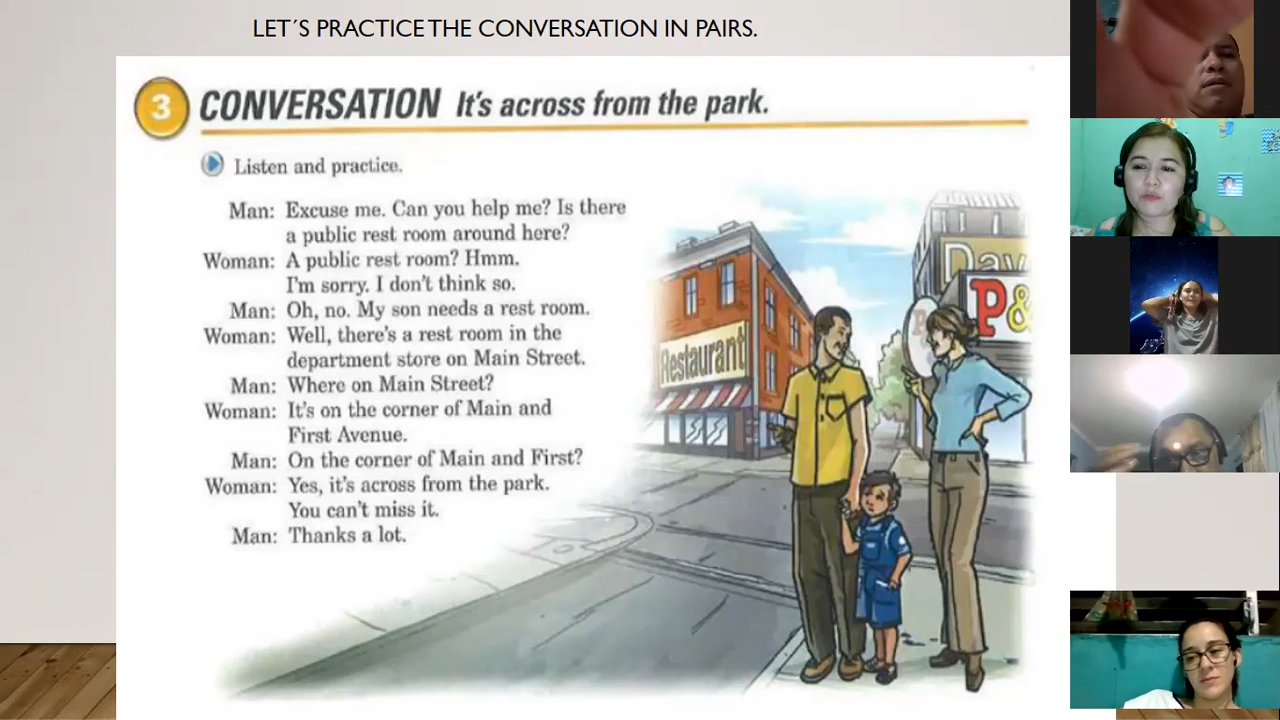 LET´S PRACTICE THE CONVERSATION IN PAIRS.
3 CONVERSATION It's across from the park.
Listen and practice.
Man: Excuse me. Can you help me? Is there
a public rest room around here?
Woman: A public rest room? Hmm.
I'm sorry. I don't think so.
Man: Oh, no. My son needs a rest room.
Woman: Well, there's a rest room in the
department store on Main Street.
Man: Where on Main Street?
Woman: It's on the corner of Main and
First Avenue.
Man: On the corner of Main and First?
Woman: Yes, it's across from the park.
You can't miss it.
Man: Thanks a lot.
Restaurant
Dav
P&
P